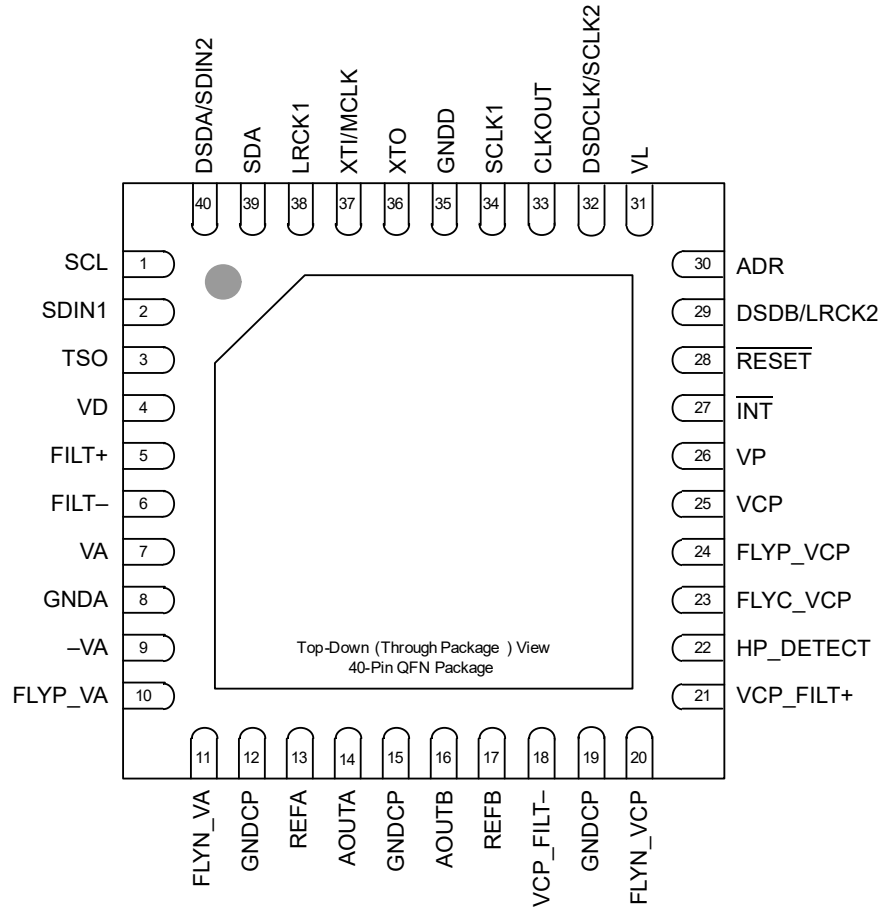 DSDA/SDIN2
SDA
LRCK1
XTI/MCLK
XTO
GNDD
SCLK1
CLKOUT
DSDCLK/SCLK2
VL
40
39
38
37
36
35
34
33
32
31
SCL 1
SDIN1 2
TSO 3
VD 4
FILT+ 5
FILT– 6
VA 7
GNDA 8
–VA 9
FLYP_VA 10
30 ADR
29 DSDB/LRCK2
28 RESET
27 INT
26 VP
25 VCP
24 FLYP_VCP
23 FLYC_VCP
22 HP_DETECT
21 VCP_FILT+
Top-Down (Through Package ) View
40-Pin QFN Package
11
12
13
14
15
16
17
18
19
20
FLYN_VA
GNDCP
REFA
AOUTA
GNDCP
AOUTB
REFB
VCP_FILT–
GNDCP
FLYN_VCP